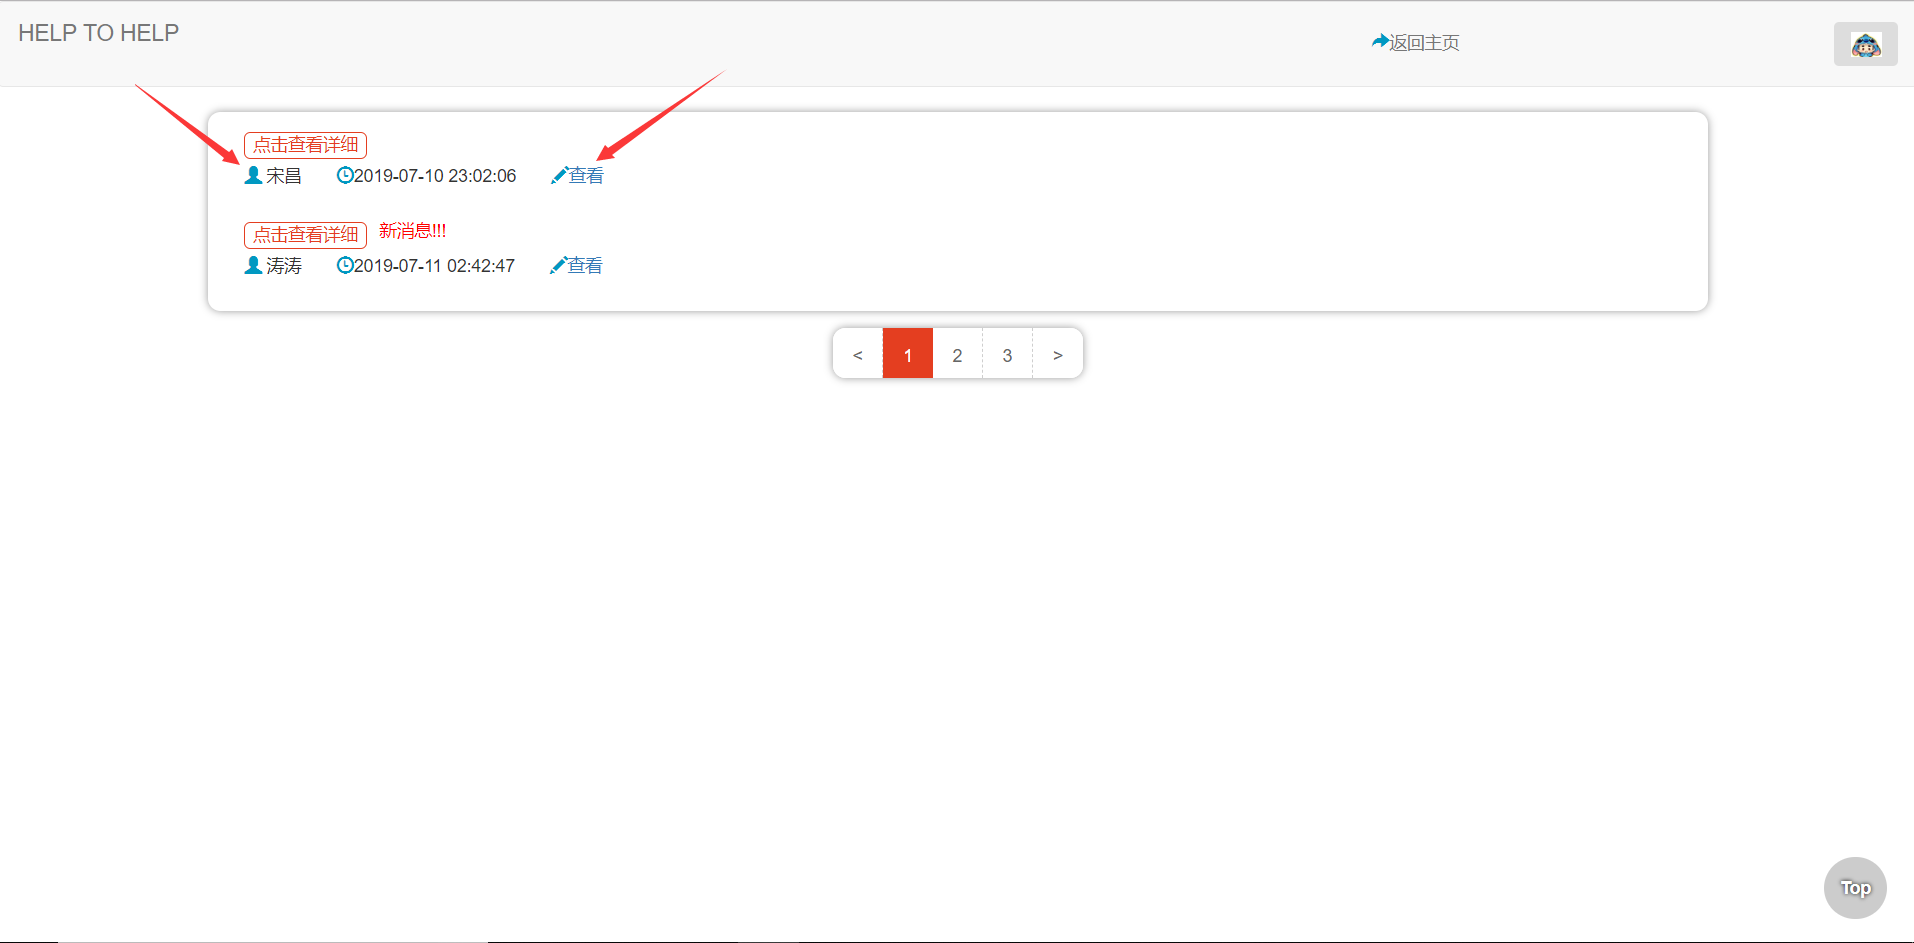 HELP TO HELP
返回主页
点击查看详细
宋昌 2019-07-10 23:02:06 查看
点击查看详细 新消息!!!
涛涛 2019-07-11 02:42:47 查看
< 1 2 3 >
Top